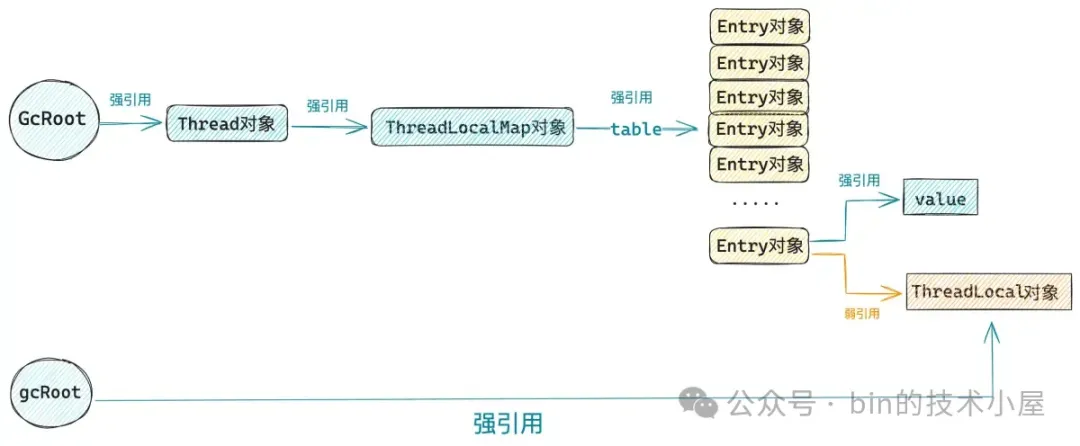 Entry对象
Entry对象
强引用
强引用
强引用
Entry对象
GcRoot
Thread对象
ThreadLocalMap对象
table
Entry对象
Entry对象
.....
强引用
value
Entry对象
弱引用
ThreadLocal对象
gcRoot
强引用
公众号 · bin的技术小屋